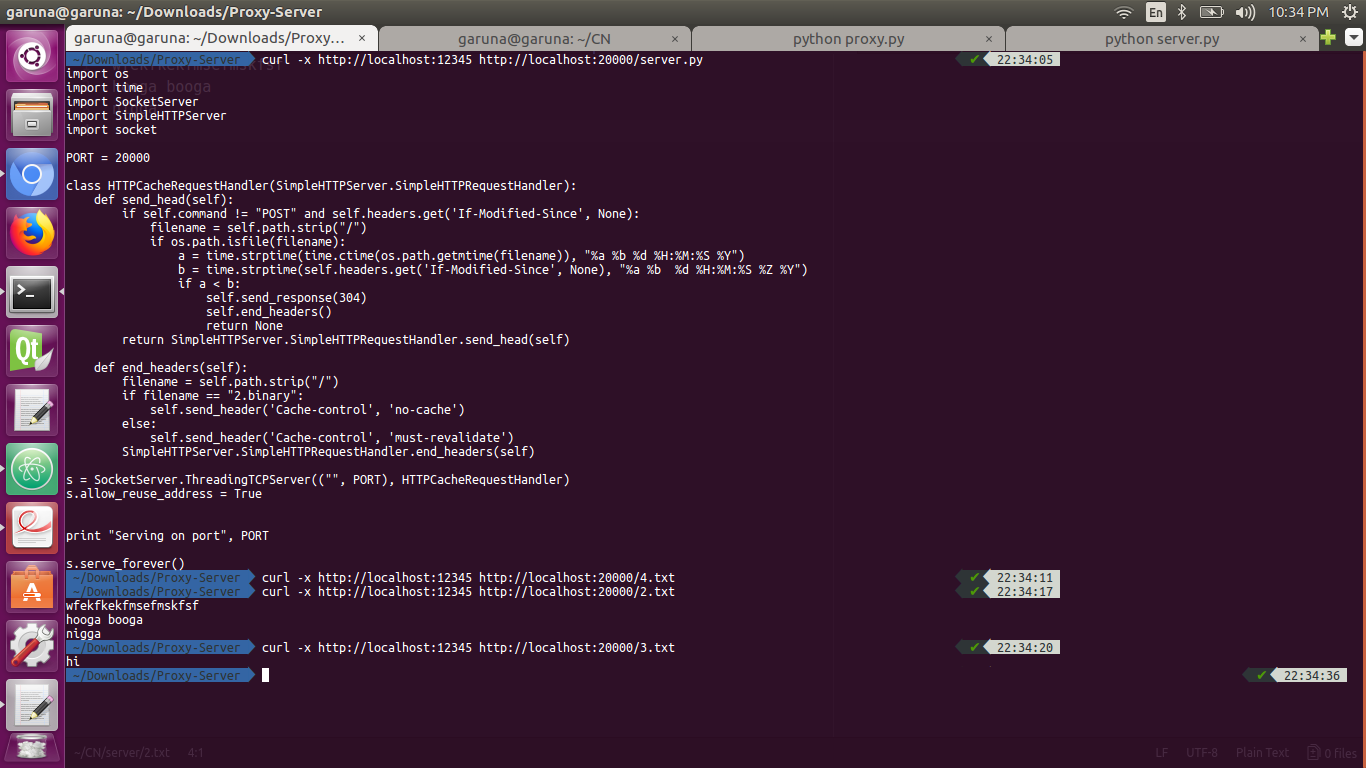 garuna@garuna: ~/Downloads/Proxy-Server
En
10:34 PM
garuna@garuna: ~/Downloads/Proxy... ×
garuna@garuna: ~/CN ×
python proxy.py ×
python server.py ×
~/Downloads/Proxy-Server curl -x http://localhost:12345 http://localhost:20000/server.py ✔ 22:34:05
import os
import time
import SocketServer
import SimpleHTTPServer
import socket
PORT = 20000
class HTTPCacheRequestHandler(SimpleHTTPServer.SimpleHTTPRequestHandler):
    def send_head(self):
        if self.command != "POST" and self.headers.get('If-Modified-Since', None):
            filename = self.path.strip("/")
            if os.path.isfile(filename):
                a = time.strptime(time.ctime(os.path.getmtime(filename)), "%a %b %d %H:%M:%S %Y")
                b = time.strptime(self.headers.get('If-Modified-Since', None), "%a %b  %d %H:%M:%S %Z %Y")
                if a < b:
                    self.send_response(304)
                    self.end_headers()
                    return None
        return SimpleHTTPServer.SimpleHTTPRequestHandler.send_head(self)
    def end_headers(self):
        filename = self.path.strip("/")
        if filename == "2.binary":
            self.send_header('Cache-control', 'no-cache')
        else:
            self.send_header('Cache-control', 'must-revalidate')
        SimpleHTTPServer.SimpleHTTPRequestHandler.end_headers(self)
s = SocketServer.ThreadingTCPServer(("", PORT), HTTPCacheRequestHandler)
s.allow_reuse_address = True
print "Serving on port", PORT
s.serve_forever()
~/Downloads/Proxy-Server curl -x http://localhost:12345 http://localhost:20000/4.txt ✔ 22:34:11
~/Downloads/Proxy-Server curl -x http://localhost:12345 http://localhost:20000/2.txt ✔ 22:34:17
wfekfkekfmsefmskfsf
hooga booga
nigga
~/Downloads/Proxy-Server curl -x http://localhost:12345 http://localhost:20000/3.txt ✔ 22:34:20
hi
~/Downloads/Proxy-Server ✔ 22:34:36
~/CN/server/2.txt 4:1 LF UTF-8 Plain Text 0 files